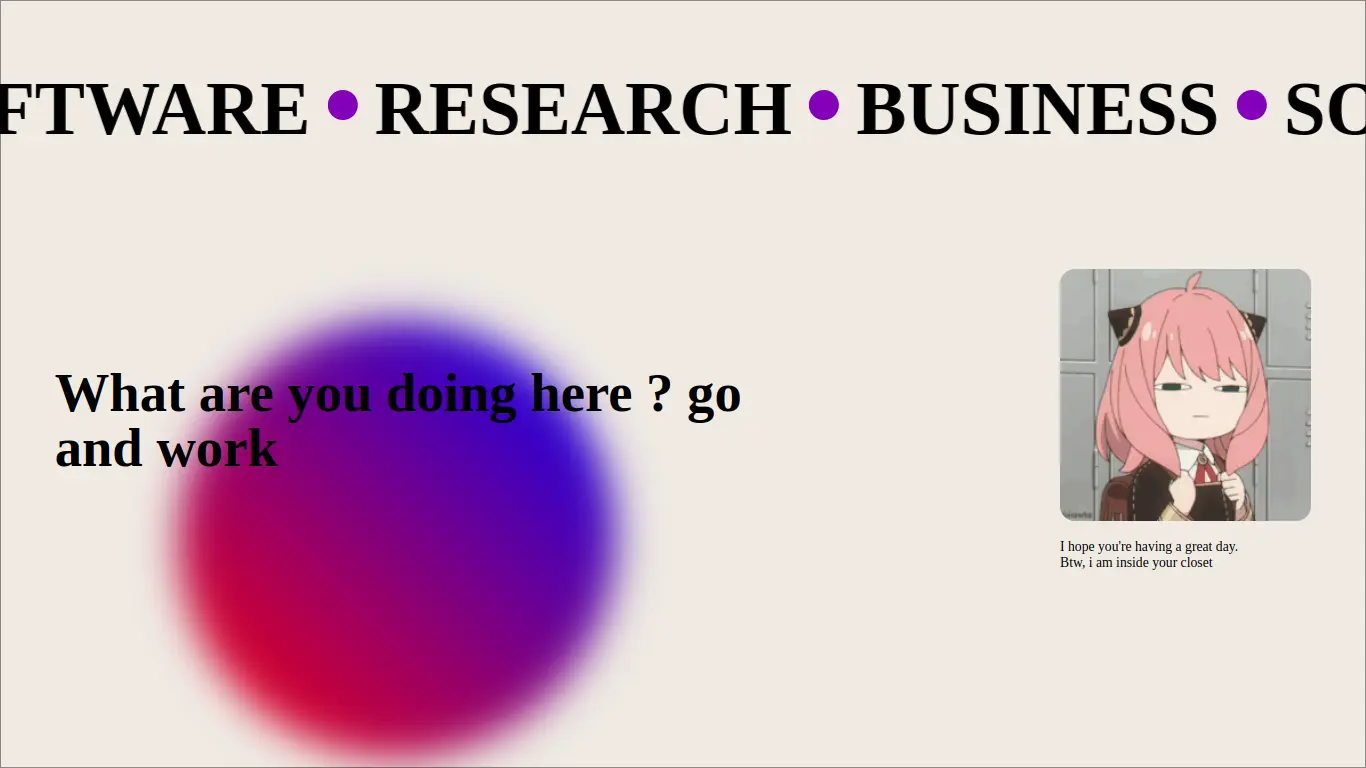 FTWARE • RESEARCH • BUSINESS • SO
What are you doing here ? go
and work
I hope you're having a great day.
Btw, i am inside your closet